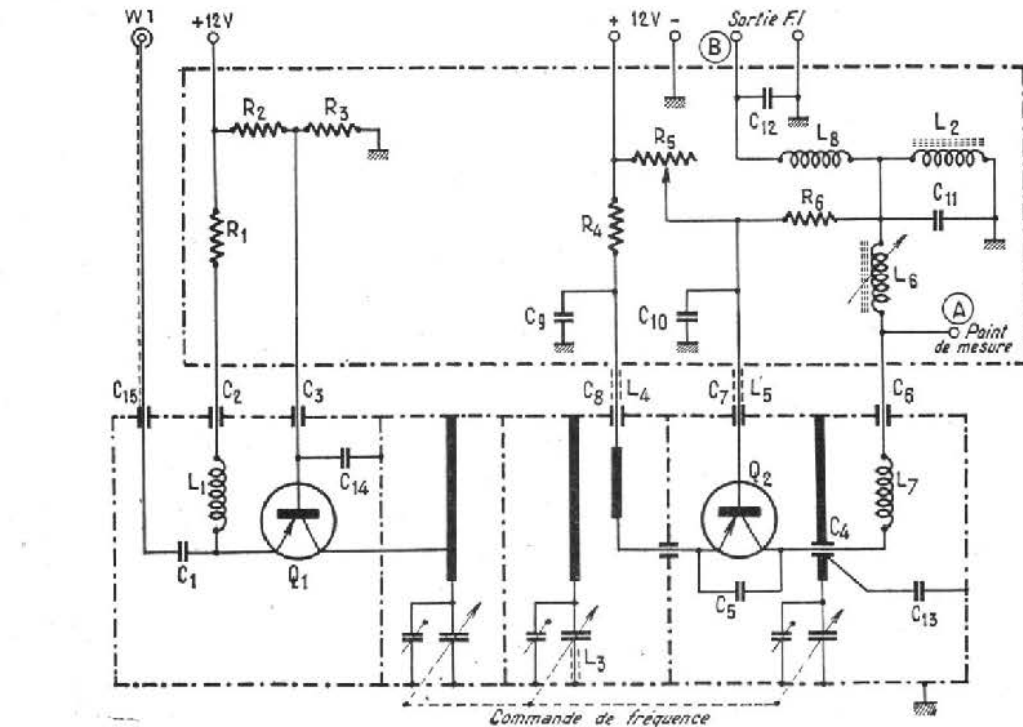 W1
+12V
+ 12V -
Sortie F.I
B
R2
R3
C12
R5
L8
L2
R1
R4
R6
C11
L6
C9
C10
A
Point
de mesure
C15
C2
C3
C8
L4
C7
L5
C6
L1
C14
Q2
C4
L7
C1
Q1
C5
C13
L3
Commande de fréquence